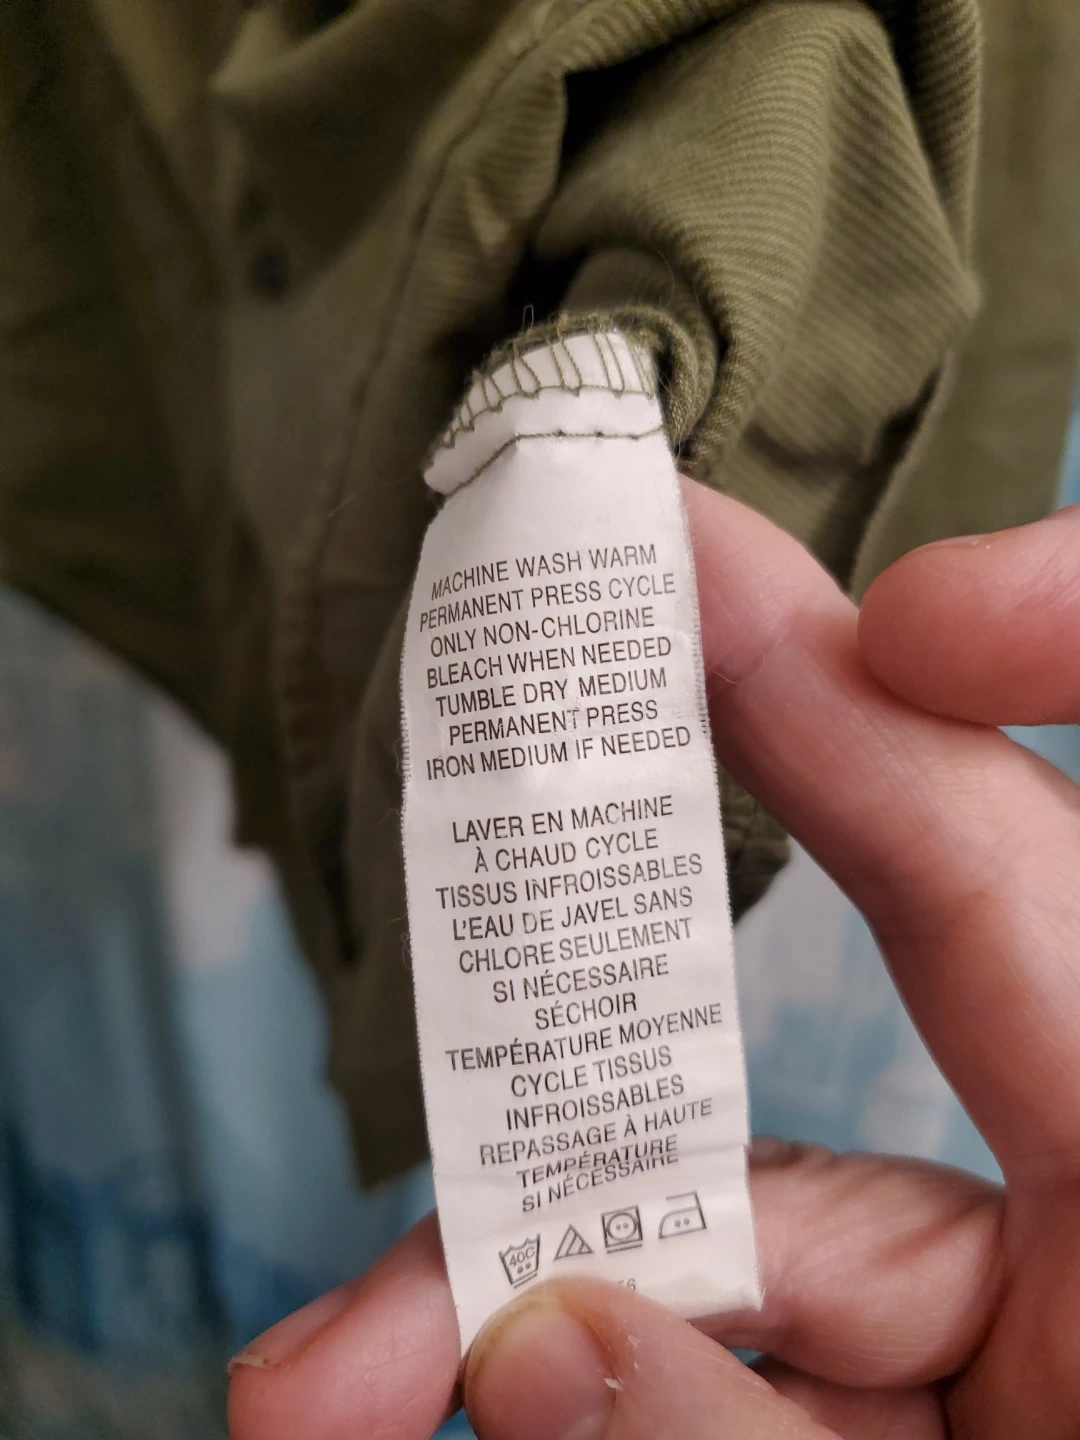 MACHINE WASH WARM
PERMANENT PRESS CYCLE
ONLY NON-CHLORINE
BLEACH WHEN NEEDED
TUMBLE DRY MEDIUM
PERMANENT PRESS
IRON MEDIUM IF NEEDED
LAVER EN MACHINE
À CHAUD CYCLE
TISSUS INFROISSABLES
L'EAU DE JAVEL SANS
CHLORE SEULEMENT
SI NÉCESSAIRE
SÉCHOIR
TEMPÉRATURE MOYENNE
CYCLE TISSUS
INFROISSABLES
REPASSAGE À HAUTE
TEMPÉRATURE
SI NÉCESSAIRE
40C